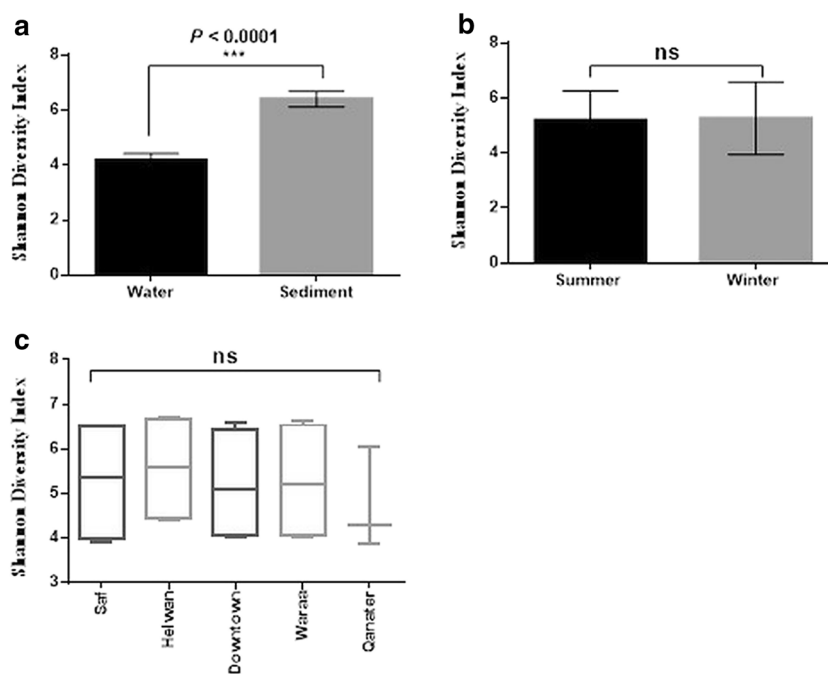 a
P < 0.0001
***
Shannon Diversity Index
8
6
4
2
0
Water Sediment
b
ns
Shannon Diversity Index
8
6
4
2
0
Summer Winter
c
ns
Shannon Diversity Index
8
7
6
5
4
3
Saf
Helwan
Downtown
Waraa
Qanater